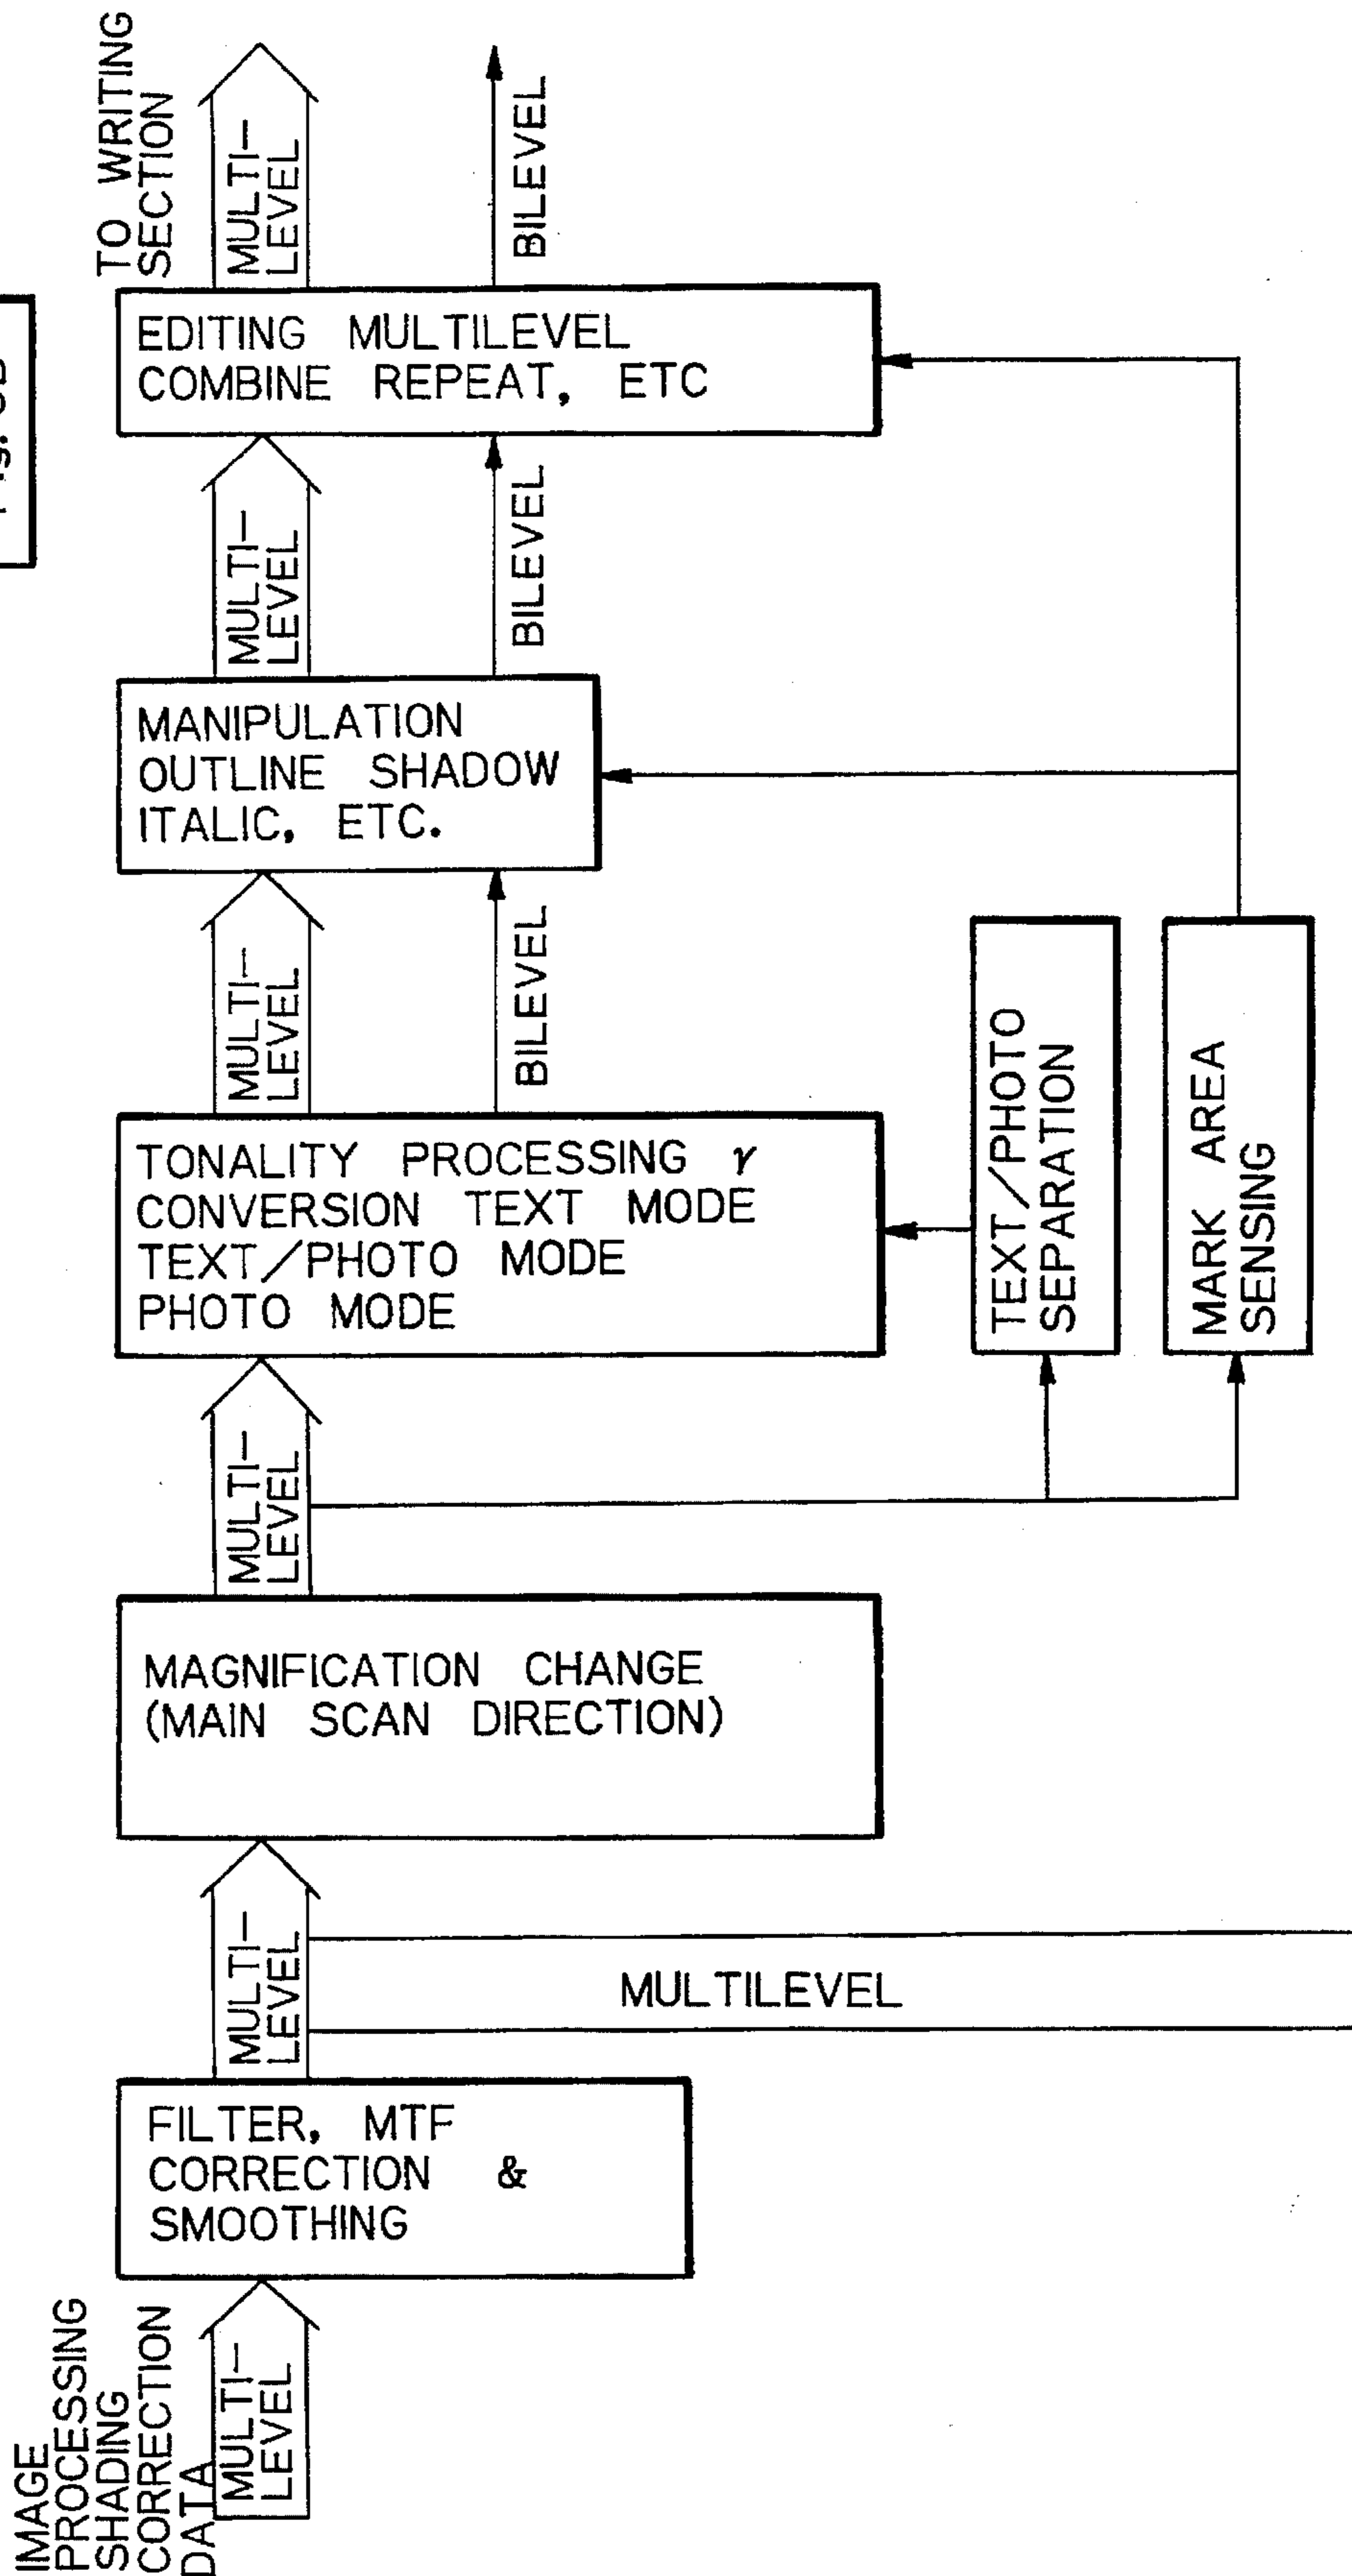 TO WRITING
SECTION
MULTI-
LEVEL
BILEVEL
EDITING MULTILEVEL
COMBINE REPEAT, ETC
MULTI-
LEVEL
BILEVEL
MANIPULATION
OUTLINE SHADOW
ITALIC, ETC.
MULTI-
LEVEL
BILEVEL
TONALITY PROCESSING γ
CONVERSION TEXT MODE
TEXT/PHOTO MODE
PHOTO MODE
TEXT/PHOTO
SEPARATION
MARK AREA
SENSING
MULTI-
LEVEL
MAGNIFICATION CHANGE
(MAIN SCAN DIRECTION)
MULTI-
LEVEL
MULTILEVEL
FILTER, MTF
CORRECTION &
SMOOTHING
IMAGE
PROCESSING
SHADING
CORRECTION
DATA
MULTI-
LEVEL